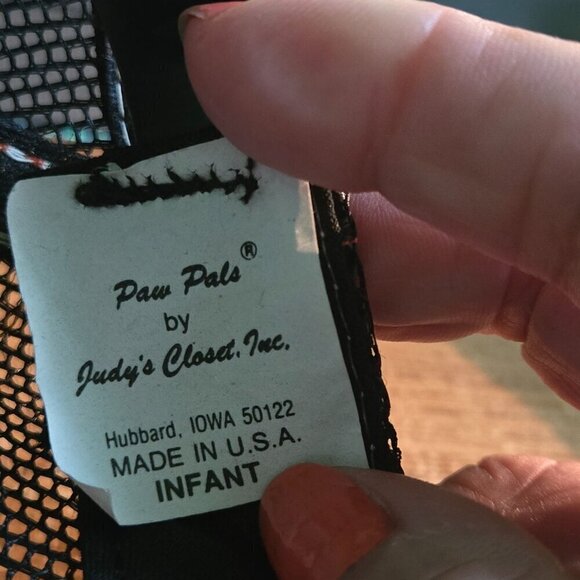 Paw Pals®
by
Judy's Closet, Inc.
Hubbard, IOWA 50122
MADE IN U.S.A.
INFANT